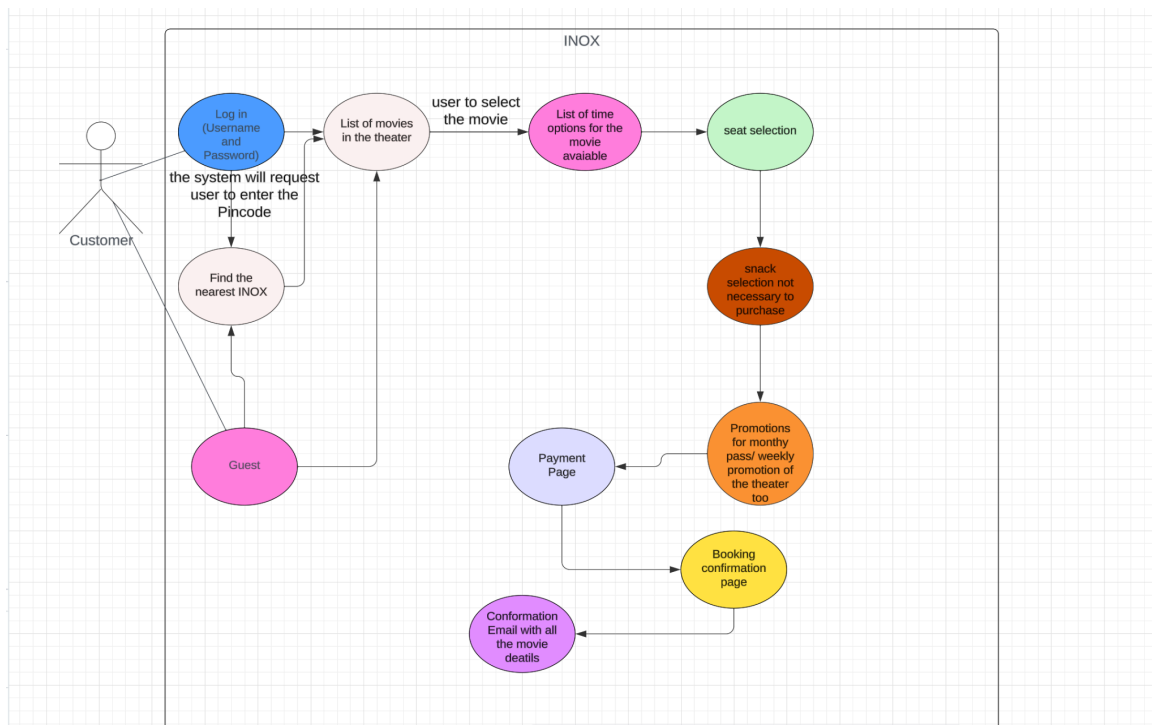 INOX
Log in
(Username
and
Password)
List of movies
in the theater
user to select
the movie
List of time
options for the
movie
avaiable
seat selection
the system will request
user to enter the
Pincode
Customer
Find the
nearest INOX
snack
selection not
necessary to
purchase
Guest
Payment
Page
Promotions
for monthy
pass/ weekly
promotion of
the theater
too
Booking
confirmation
page
Conformation
Email with all
the movie
deatils